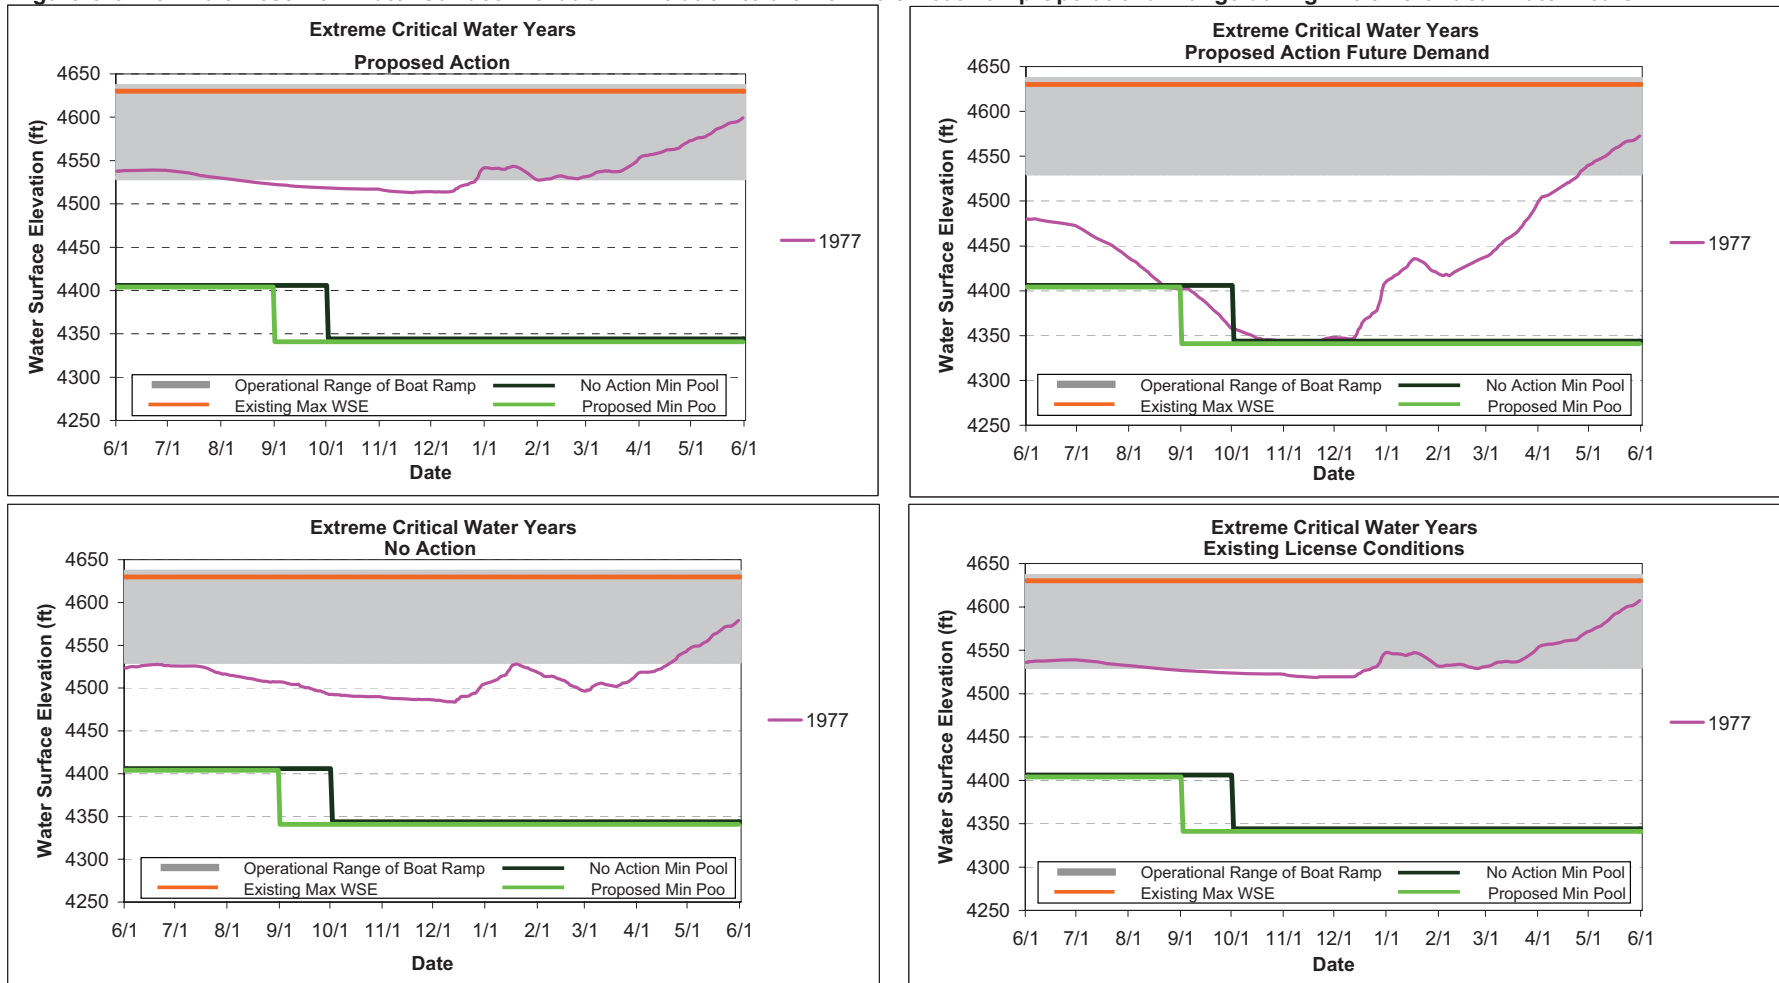 Extreme Critical Water Years
Proposed Action
Water Surface Elevation (ft)
4650
4600
4550
4500
4450
4400
4350
4300
4250
Operational Range of Boat Ramp
No Action Min Pool
Existing Max WSE
Proposed Min Poo
6/1 7/1 8/1 9/1 10/1 11/1 12/1 1/1 2/1 3/1 4/1 5/1 6/1
Date
1977
Extreme Critical Water Years
Proposed Action Future Demand
Water Surface Elevation (ft)
4650
4600
4550
4500
4450
4400
4350
4300
4250
Operational Range of Boat Ramp
No Action Min Pool
Existing Max WSE
Proposed Min Poo
6/1 7/1 8/1 9/1 10/1 11/1 12/1 1/1 2/1 3/1 4/1 5/1 6/1
Date
1977
Extreme Critical Water Years
No Action
Water Surface Elevation (ft)
4650
4600
4550
4500
4450
4400
4350
4300
4250
Operational Range of Boat Ramp
No Action Min Pool
Existing Max WSE
Proposed Min Poo
6/1 7/1 8/1 9/1 10/1 11/1 12/1 1/1 2/1 3/1 4/1 5/1 6/1
Date
1977
Extreme Critical Water Years
Existing License Conditions
Water Surface Elevation (ft)
4650
4600
4550
4500
4450
4400
4350
4300
4250
Operational Range of Boat Ramp
No Action Min Pool
Existing Max WSE
Proposed Min Pool
6/1 7/1 8/1 9/1 10/1 11/1 12/1 1/1 2/1 3/1 4/1 5/1 6/1
Date
1977